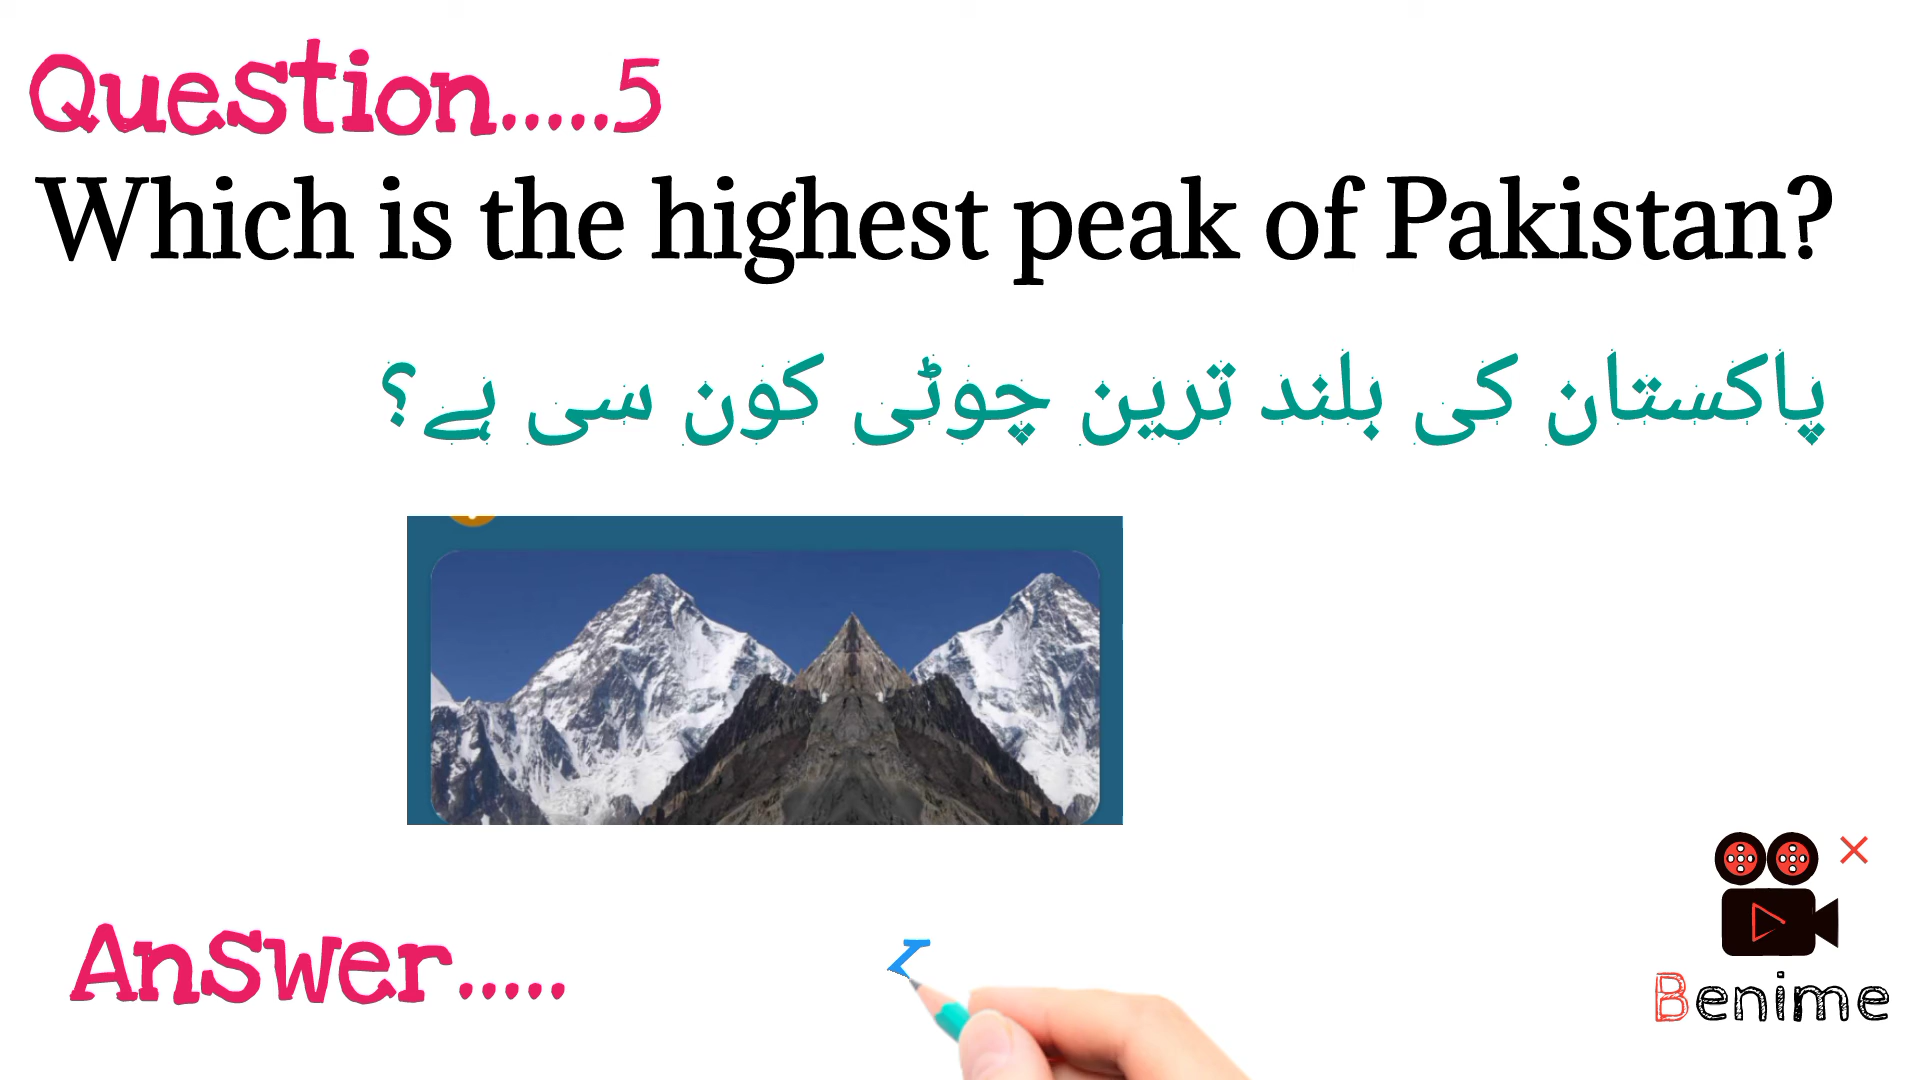 Question.....5
Which is the highest peak of Pakistan?
پاکستان کی بلند ترین چوٹی کون سی ہے؟
Answer.....
Benime